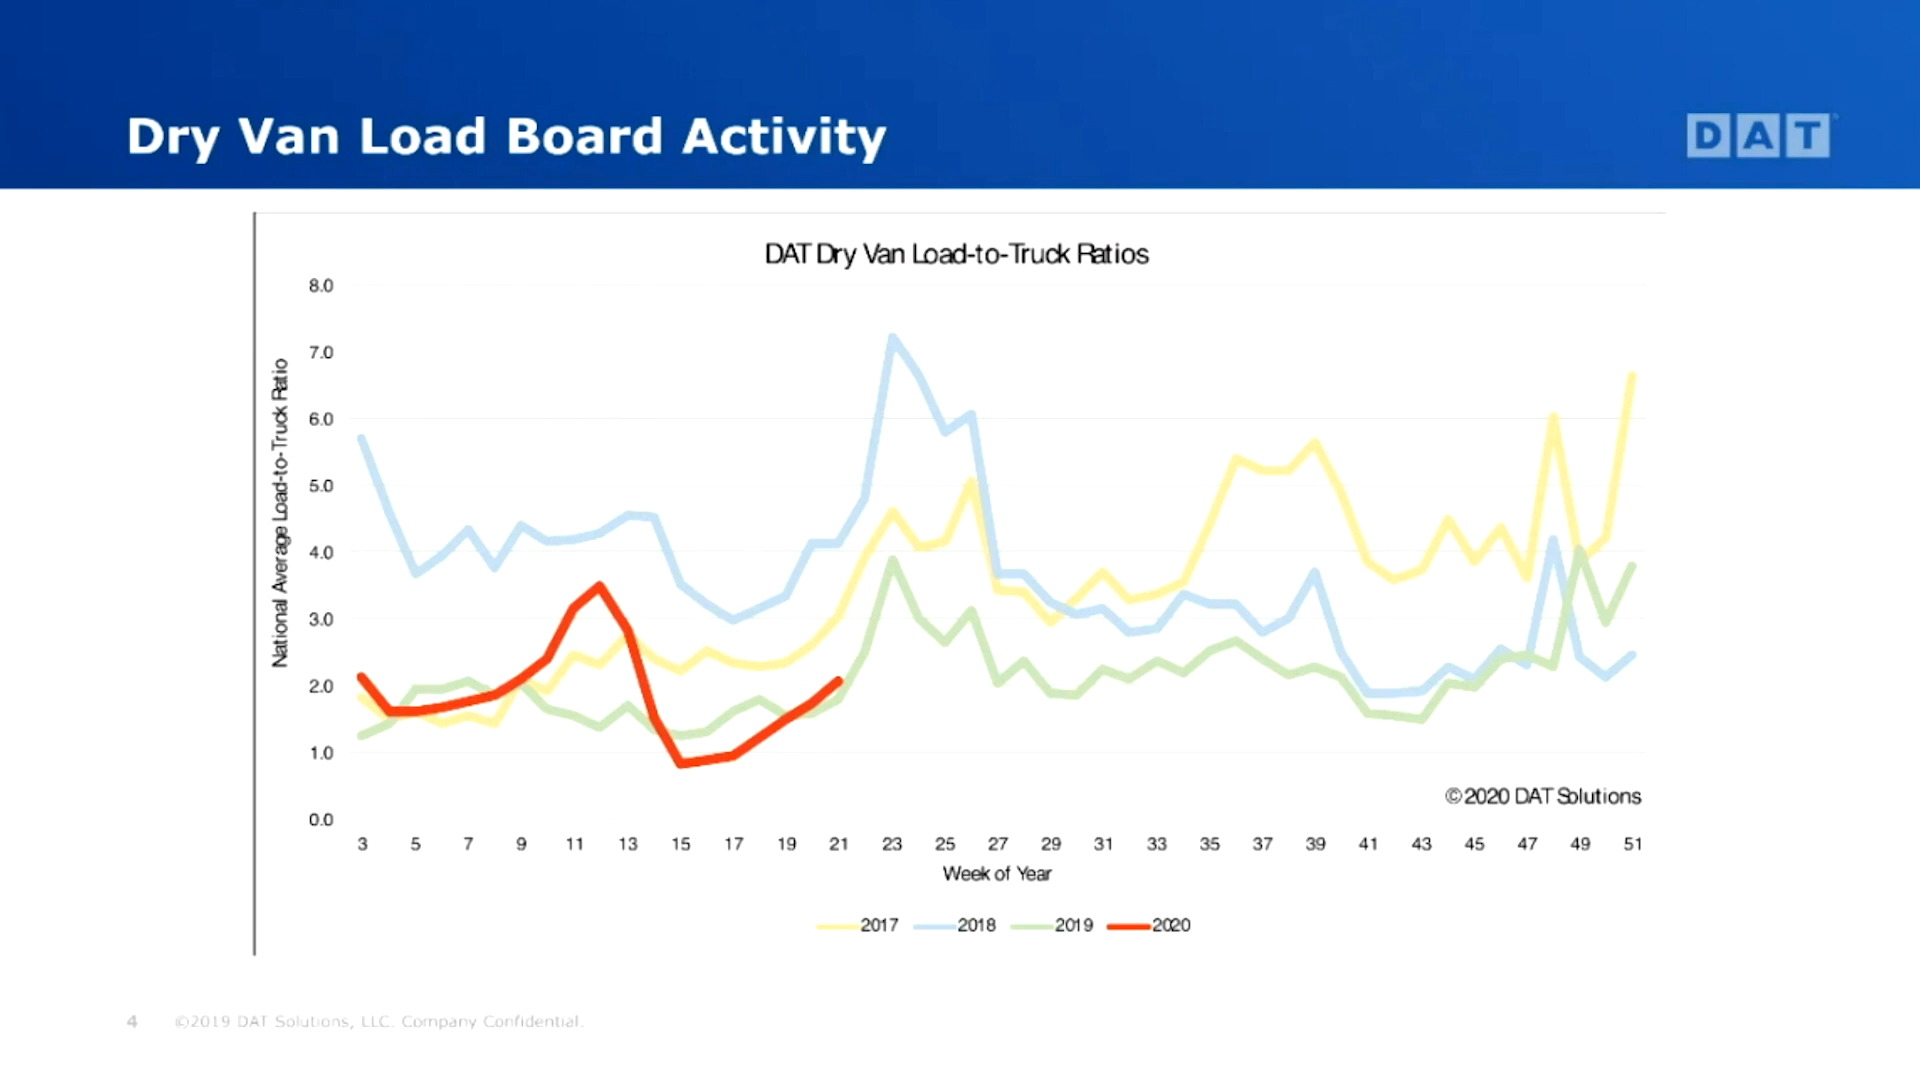 Dry Van Load Board Activity
DAT
DAT Dry Van Load-to-Truck Ratios
National Average Load-to-Truck Ratio
8.0
7.0
6.0
5.0
4.0
3.0
2.0
1.0
0.0
©2020 DAT Solutions
3 5 7 9 11 13 15 17 19 21 23 25 27 29 31 33 35 37 39 41 43 45 47 49 51
Week of Year
2017 2018 2019 2020
4 ©2019 DAT Solutions, LLC. Company Confidential.